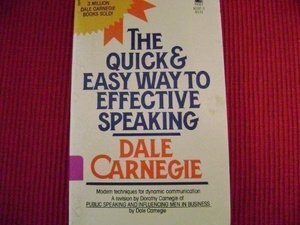 3 MILLION
DALE CARNEGIE
BOOKS SOLD!
THE
QUICK &
EASY WAY TO
EFFECTIVE
SPEAKING
DALE
CARNEGIE
Modern techniques for dynamic communication
A revision by Dorothy Carnegie of
PUBLIC SPEAKING AND INFLUENCING MEN IN BUSINESS
by Dale Carnegie